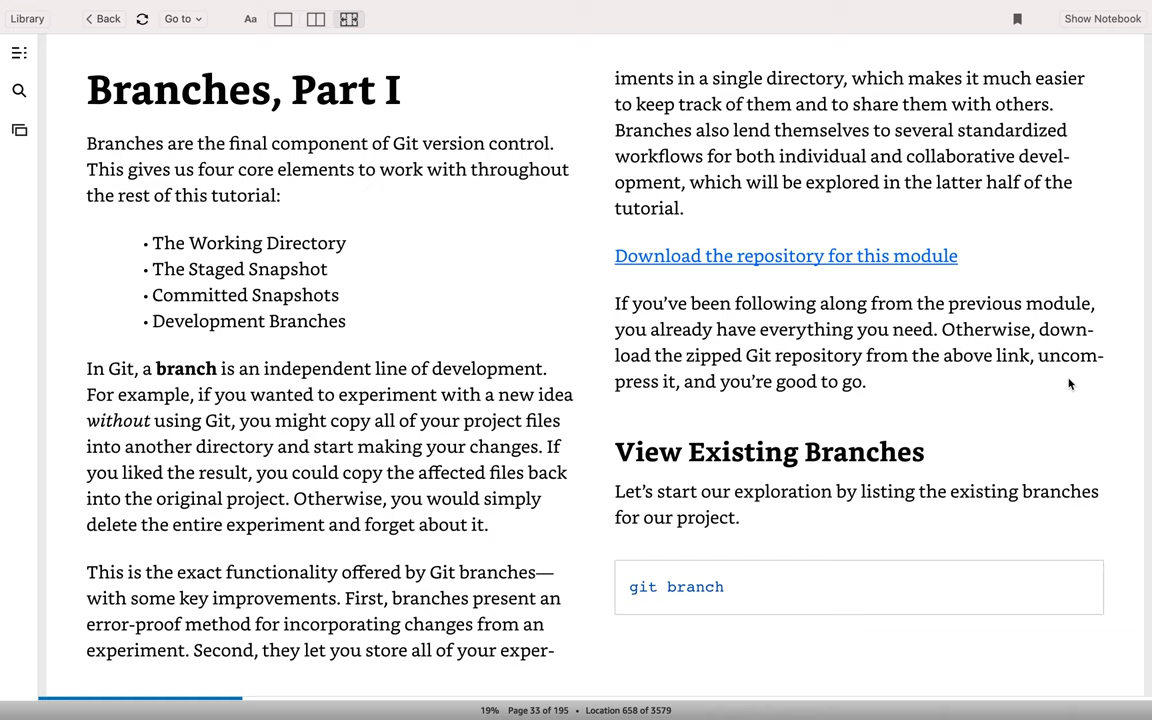 Library
Back
Go to
Aa
Show Notebook
Branches, Part I
Branches are the final component of Git version control.
This gives us four core elements to work with throughout
the rest of this tutorial:
• The Working Directory
• The Staged Snapshot
• Committed Snapshots
• Development Branches
In Git, a branch is an independent line of development.
For example, if you wanted to experiment with a new idea
without using Git, you might copy all of your project files
into another directory and start making your changes. If
you liked the result, you could copy the affected files back
into the original project. Otherwise, you would simply
delete the entire experiment and forget about it.
This is the exact functionality offered by Git branches—
with some key improvements. First, branches present an
error-proof method for incorporating changes from an
experiment. Second, they let you store all of your exper-
iments in a single directory, which makes it much easier
to keep track of them and to share them with others.
Branches also lend themselves to several standardized
workflows for both individual and collaborative devel-
opment, which will be explored in the latter half of the
tutorial.
Download the repository for this module
If you’ve been following along from the previous module,
you already have everything you need. Otherwise, down-
load the zipped Git repository from the above link, uncom-
press it, and you’re good to go.
View Existing Branches
Let’s start our exploration by listing the existing branches
for our project.
git branch
19% Page 33 of 195 • Location 658 of 3579